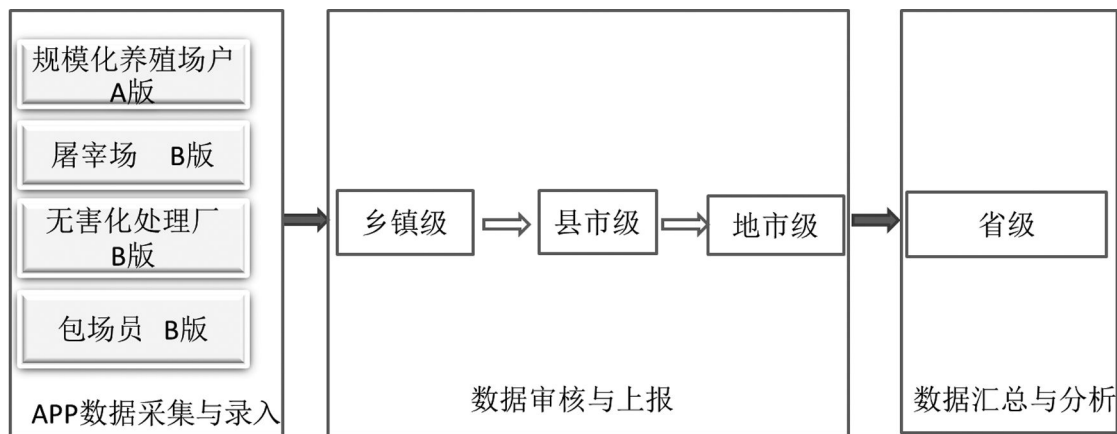 规模化养殖场户
A版
屠宰场 B版
无害化处理厂
B版
包场员 B版
APP数据采集与录入
乡镇级
县市级
地市级
数据审核与上报
省级
数据汇总与分析